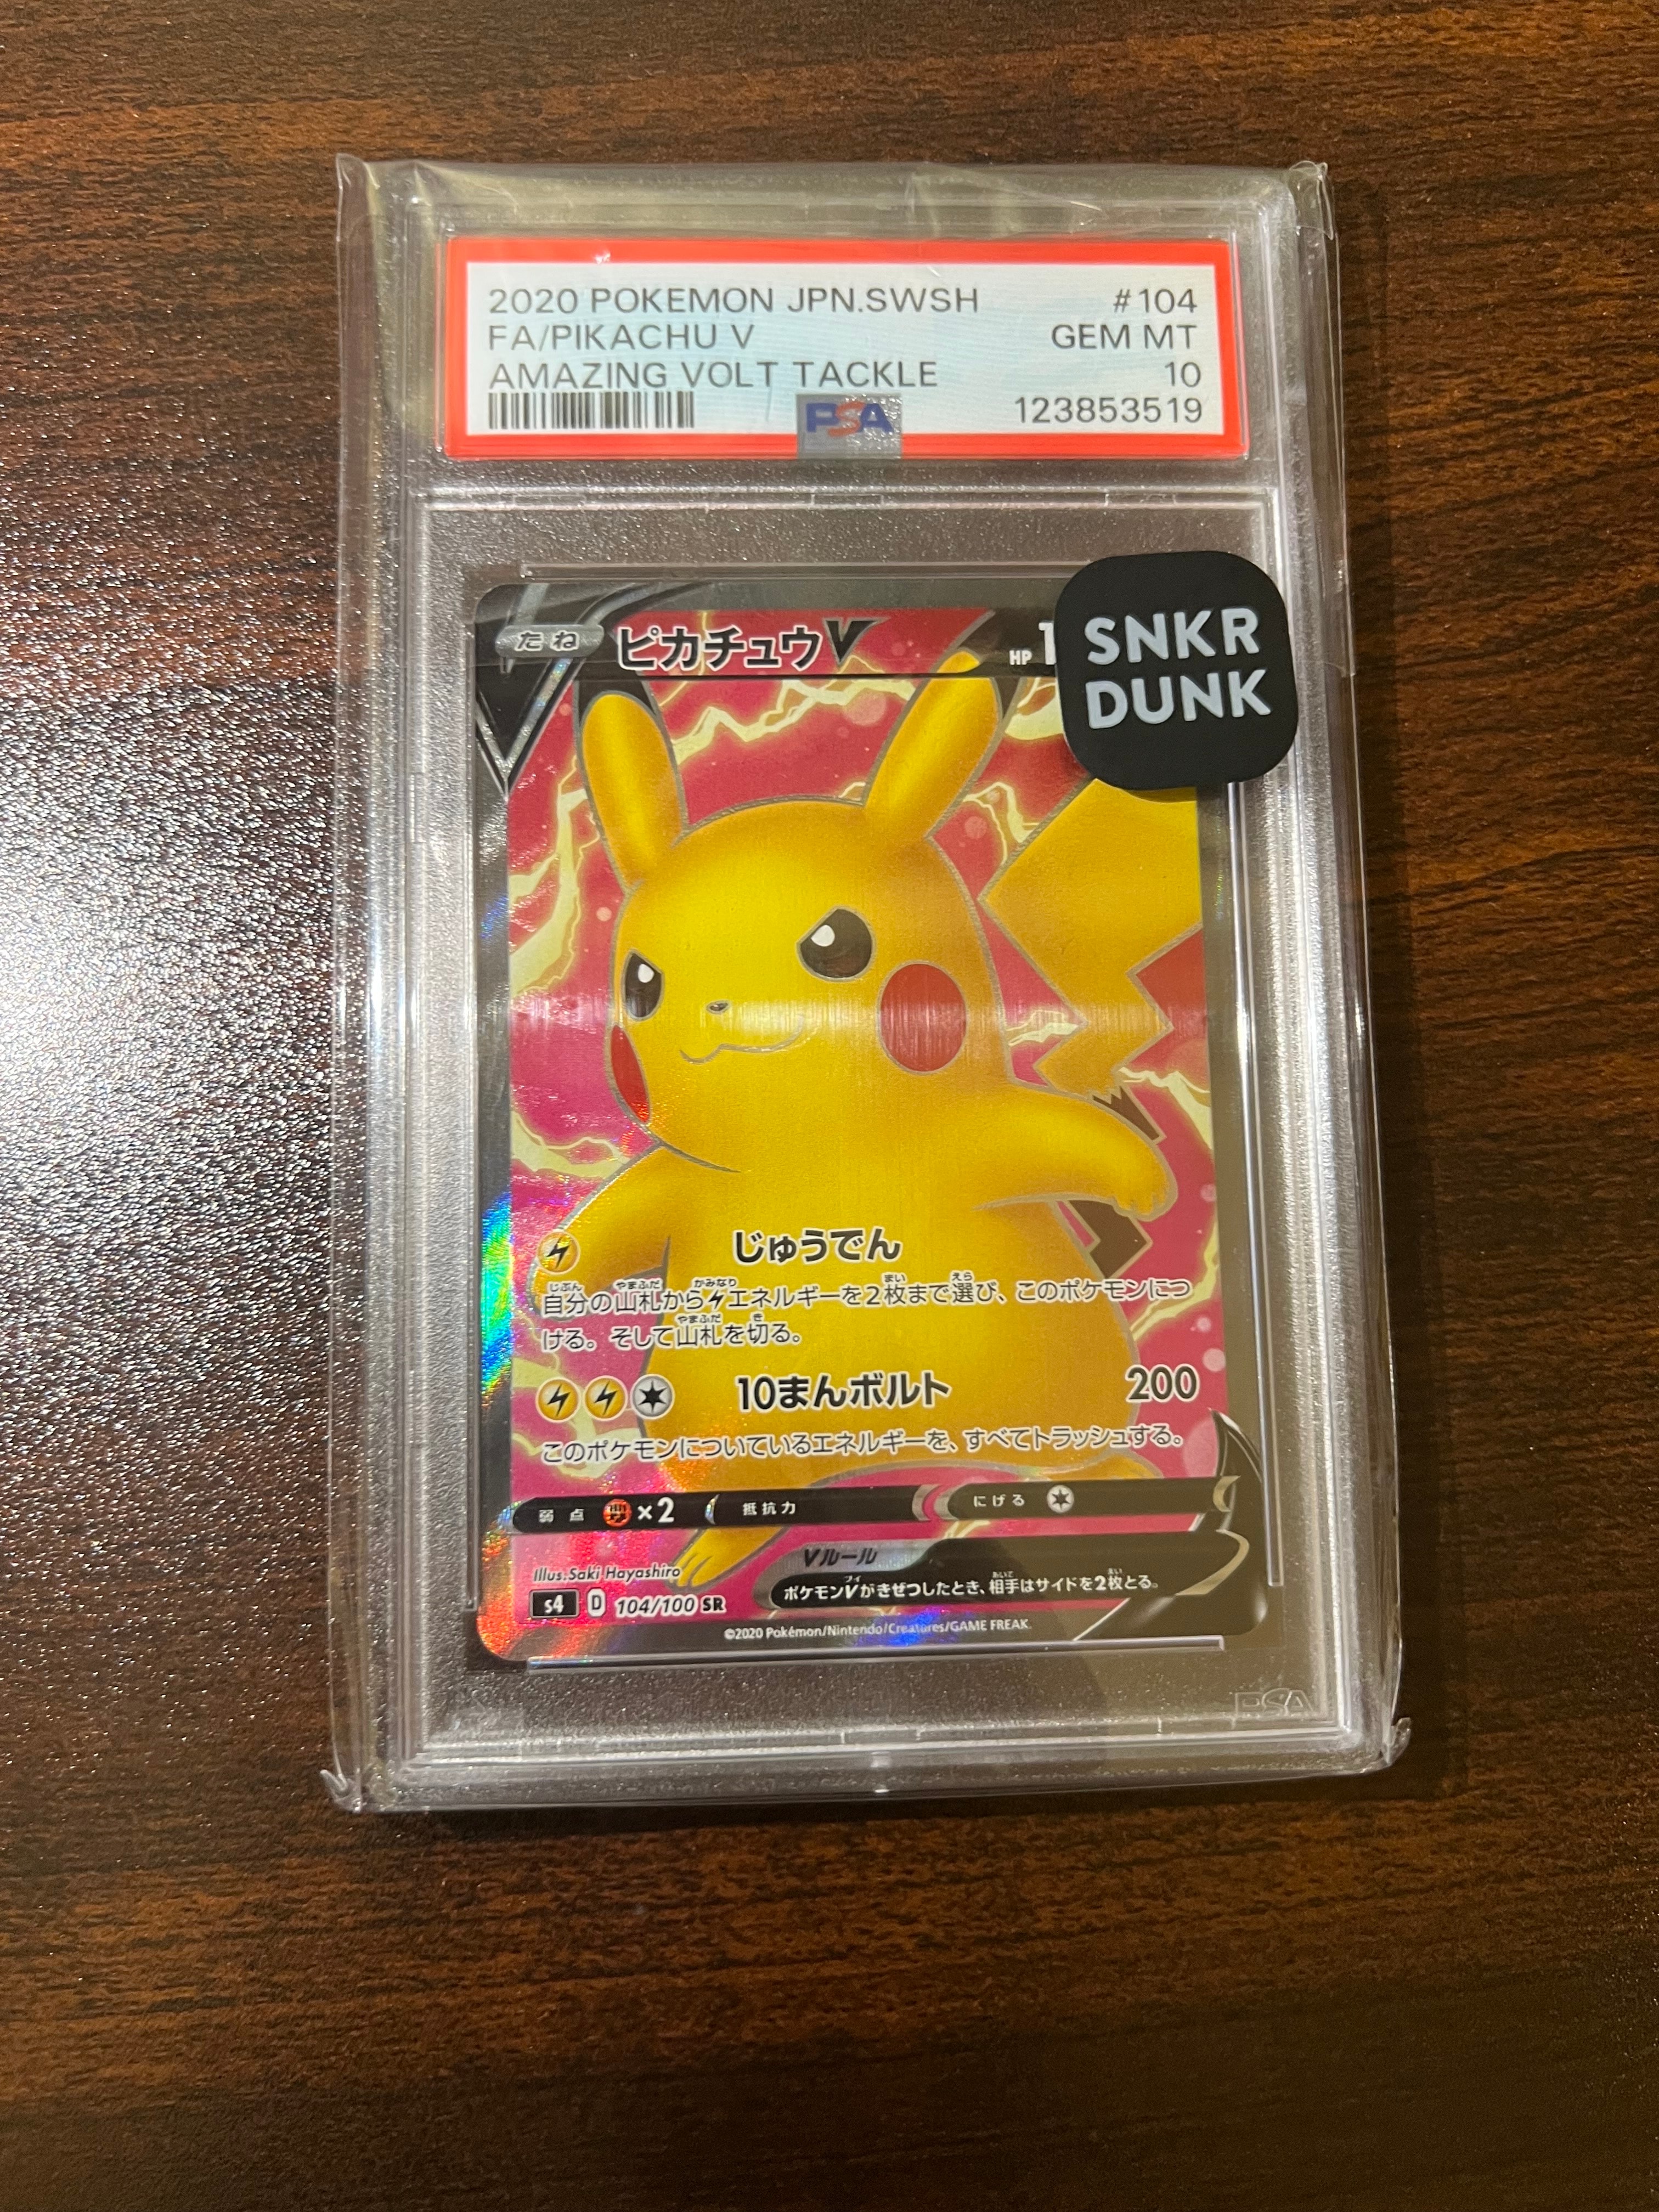 2020 POKEMON JPN.SWSH #104
FA/PIKACHU V GEM MT
AMAZING VOLT TACKLE 10
PSA 123853519
たね ピカチュウV HP 1
SNKR
DUNK
じゅうでん
自分の山札からエネルギーを2枚まで選び、このポケモンにつ
ける。そして山札を切る。
10まんボルト 200
このポケモンについているエネルギーを、すべてトラッシュする。
弱点 ×2 抵抗力 にげる
Vルール
ポケモンVがきぜつしたとき、相手はサイドを2枚とる。
Illus. Saki Hayashiro
s4 D 104/100 SR
©2020 Pokémon/Nintendo/Creatures/GAME FREAK.
PSA